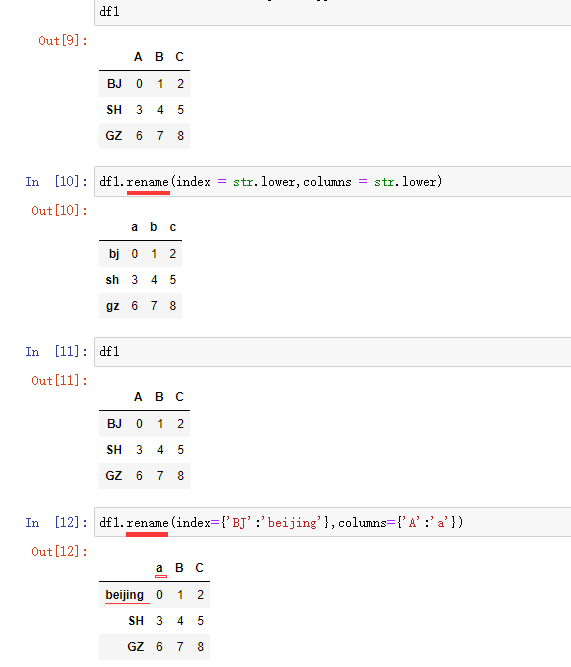 df1
Out[9]:
A B C
BJ 0 1 2
SH 3 4 5
GZ 6 7 8
In [10]: df1.rename(index = str.lower,columns = str.lower)
Out[10]:
a b c
bj 0 1 2
sh 3 4 5
gz 6 7 8
In [11]: df1
Out[11]:
A B C
BJ 0 1 2
SH 3 4 5
GZ 6 7 8
In [12]: df1.rename(index={'BJ':'beijing'},columns={'A':'a'})
Out[12]:
a B C
beijing 0 1 2
SH 3 4 5
GZ 6 7 8